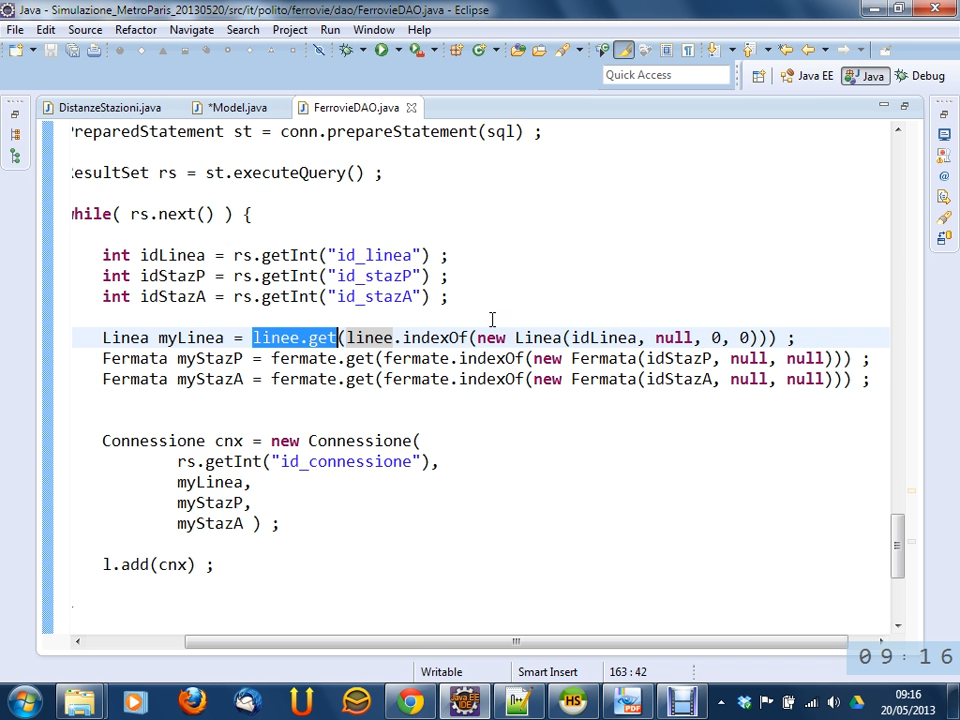 Java - Simulazione_MetroParis_20130520/src/it/polito/ferrovie/dao/FerrovieDAO.java - Eclipse
File Edit Source Refactor Navigate Search Project Run Window Help
Quick Access
Java EE Java Debug
DistanzeStazioni.java *Model.java FerrovieDAO.java
PreparedStatement st = conn.prepareStatement(sql) ;
ResultSet rs = st.executeQuery() ;
while( rs.next() ) {
int idLinea = rs.getInt("id_linea") ;
int idStazP = rs.getInt("id_stazP") ;
int idStazA = rs.getInt("id_stazA") ;
Linea myLinea = linee.get(linee.indexOf(new Linea(idLinea, null, 0, 0))) ;
Fermata myStazP = fermate.get(fermate.indexOf(new Fermata(idStazP, null, null))) ;
Fermata myStazA = fermate.get(fermate.indexOf(new Fermata(idStazA, null, null))) ;
Connessione cnx = new Connessione(
rs.getInt("id_connessione"),
myLinea,
myStazP,
myStazA ) ;
l.add(cnx) ;
09:16
Writable Smart Insert 163 : 42
09:16
20/05/2013